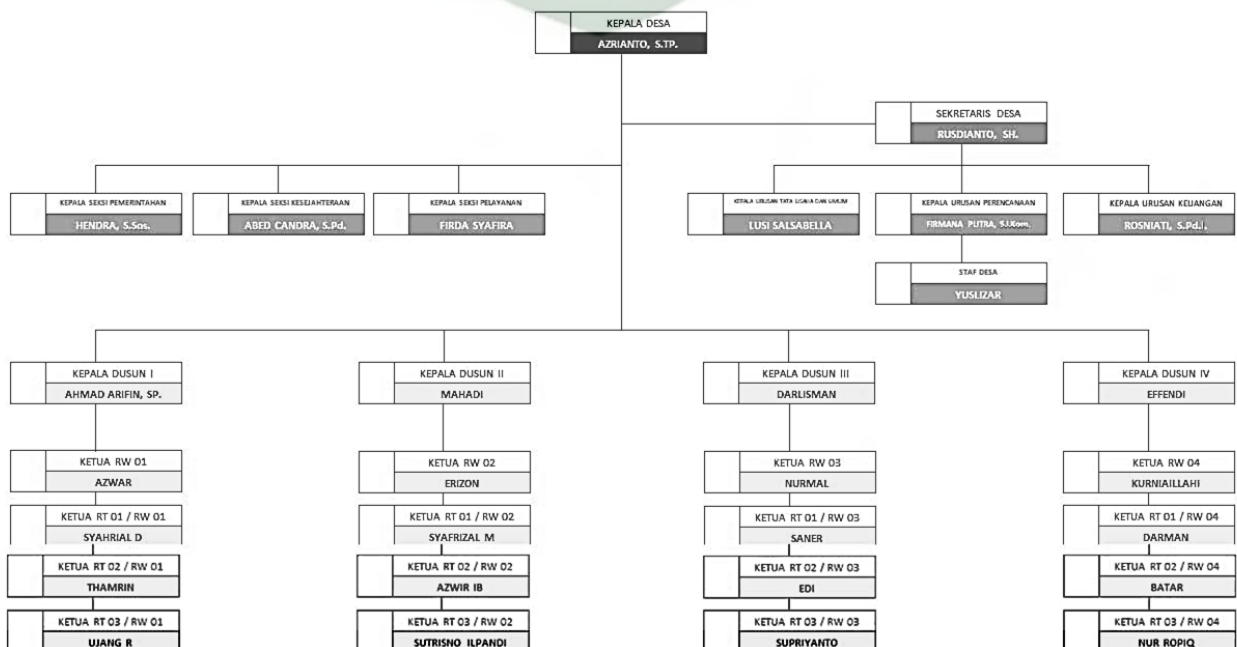 KEPALA DESA
AZRIANTO, S.TP.
SEKRETARIS DESA
RUSDIANTO, SH.
KEPALA SEKSI PEMERINTAHAN
HENDRA, S.Sos.
KEPALA SEKSI KESEJAHTERAAN
ABED CANDRA, S.Pd.
KEPALA SEKSI PELAYANAN
FIRDA SYAFIRA
KEPALA URUSAN TATA USAHA DAN UMUM
LUSI SALSABELLA
KEPALA URUSAN PERENCANAAN
FIRMANA PUTRA, S.I.Kom.
KEPALA URUSAN KEUANGAN
ROSNIATI, S.Pd.I.
STAF DESA
YUSLIZAR
KEPALA DUSUN I
AHMAD ARIFIN, SP.
KEPALA DUSUN II
MAHADI
KEPALA DUSUN III
DARLISMAN
KEPALA DUSUN IV
EFFENDI
KETUA RW 01
AZWAR
KETUA RW 02
ERIZON
KETUA RW 03
NURMAL
KETUA RW 04
KURNIAILLAHI
KETUA RT 01 / RW 01
SYAHRIAL D
KETUA RT 01 / RW 02
SYAFRIZAL M
KETUA RT 01 / RW 03
SANER
KETUA RT 01 / RW 04
DARMAN
KETUA RT 02 / RW 01
THAMRIN
KETUA RT 02 / RW 02
AZWIR IB
KETUA RT 02 / RW 03
EDI
KETUA RT 02 / RW 04
BATAR
KETUA RT 03 / RW 01
UJANG R
KETUA RT 03 / RW 02
SUTRISNO ILPANDI
KETUA RT 03 / RW 03
SUPRIYANTO
KETUA RT 03 / RW 04
NUR ROPIQ